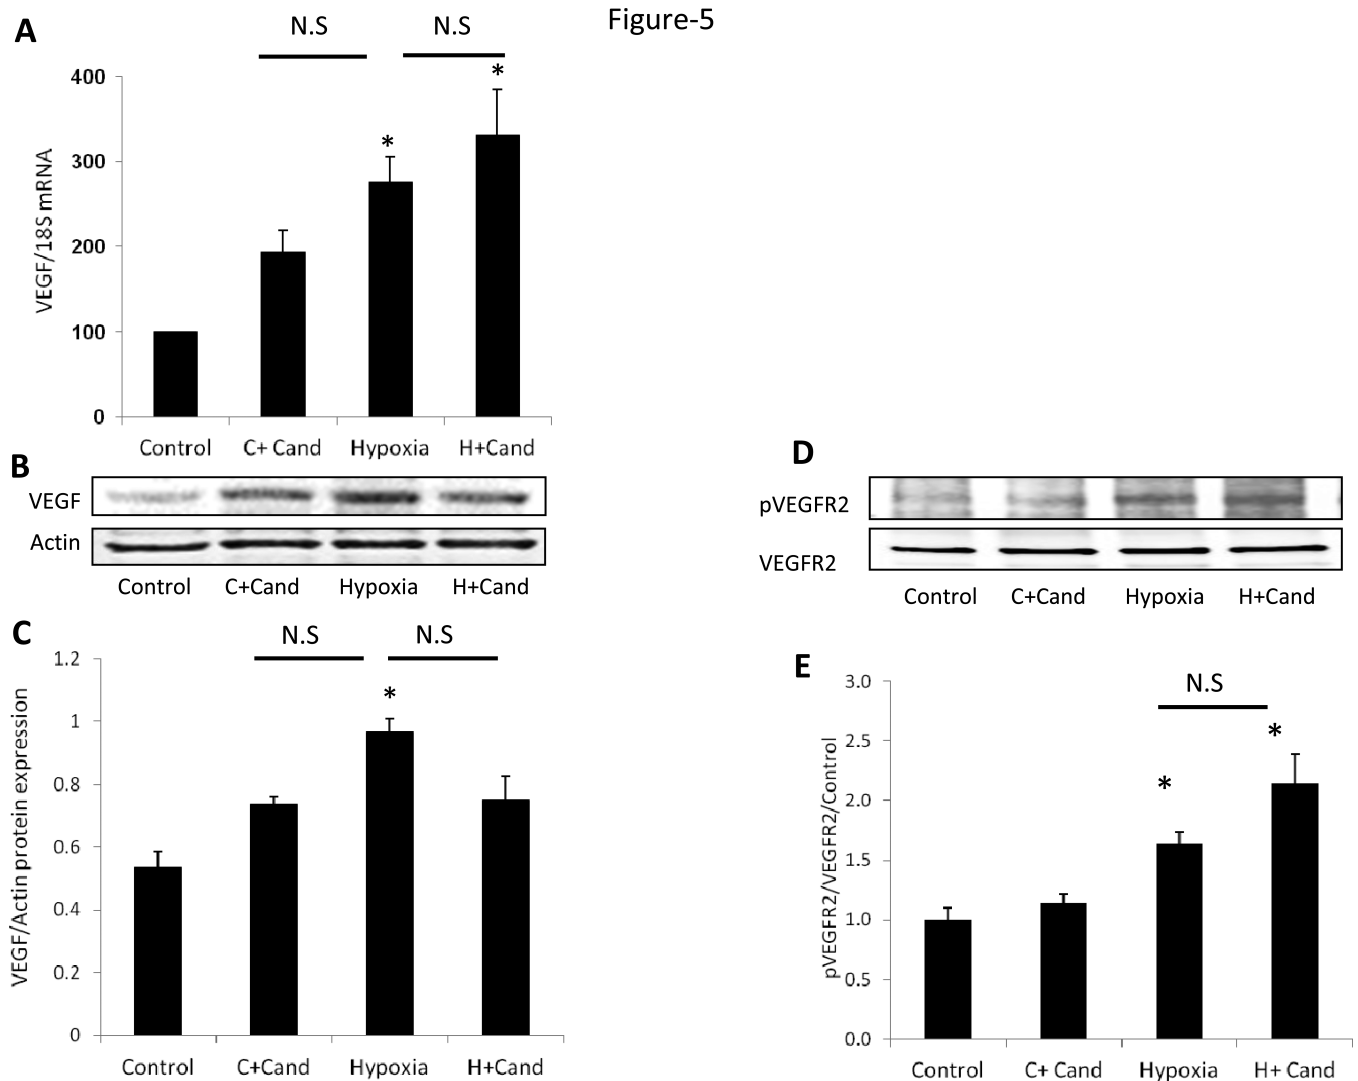 Figure-5
A
N.S
N.S
*
*
VEGF/18S mRNA
400
300
200
100
0
Control
C+ Cand
Hypoxia
H+Cand
B
VEGF
Actin
Control
C+Cand
Hypoxia
H+Cand
C
N.S
N.S
*
VEGF/Actin protein expression
1.2
1
0.8
0.6
0.4
0.2
0
Control
C+Cand
Hypoxia
H+Cand
D
pVEGFR2
VEGFR2
Control
C+Cand
Hypoxia
H+Cand
E
N.S
*
*
pVEGFR2/VEGFR2/Control
3.0
2.5
2.0
1.5
1.0
0.5
0.0
Control
C+ Cand
Hypoxia
H+ Cand